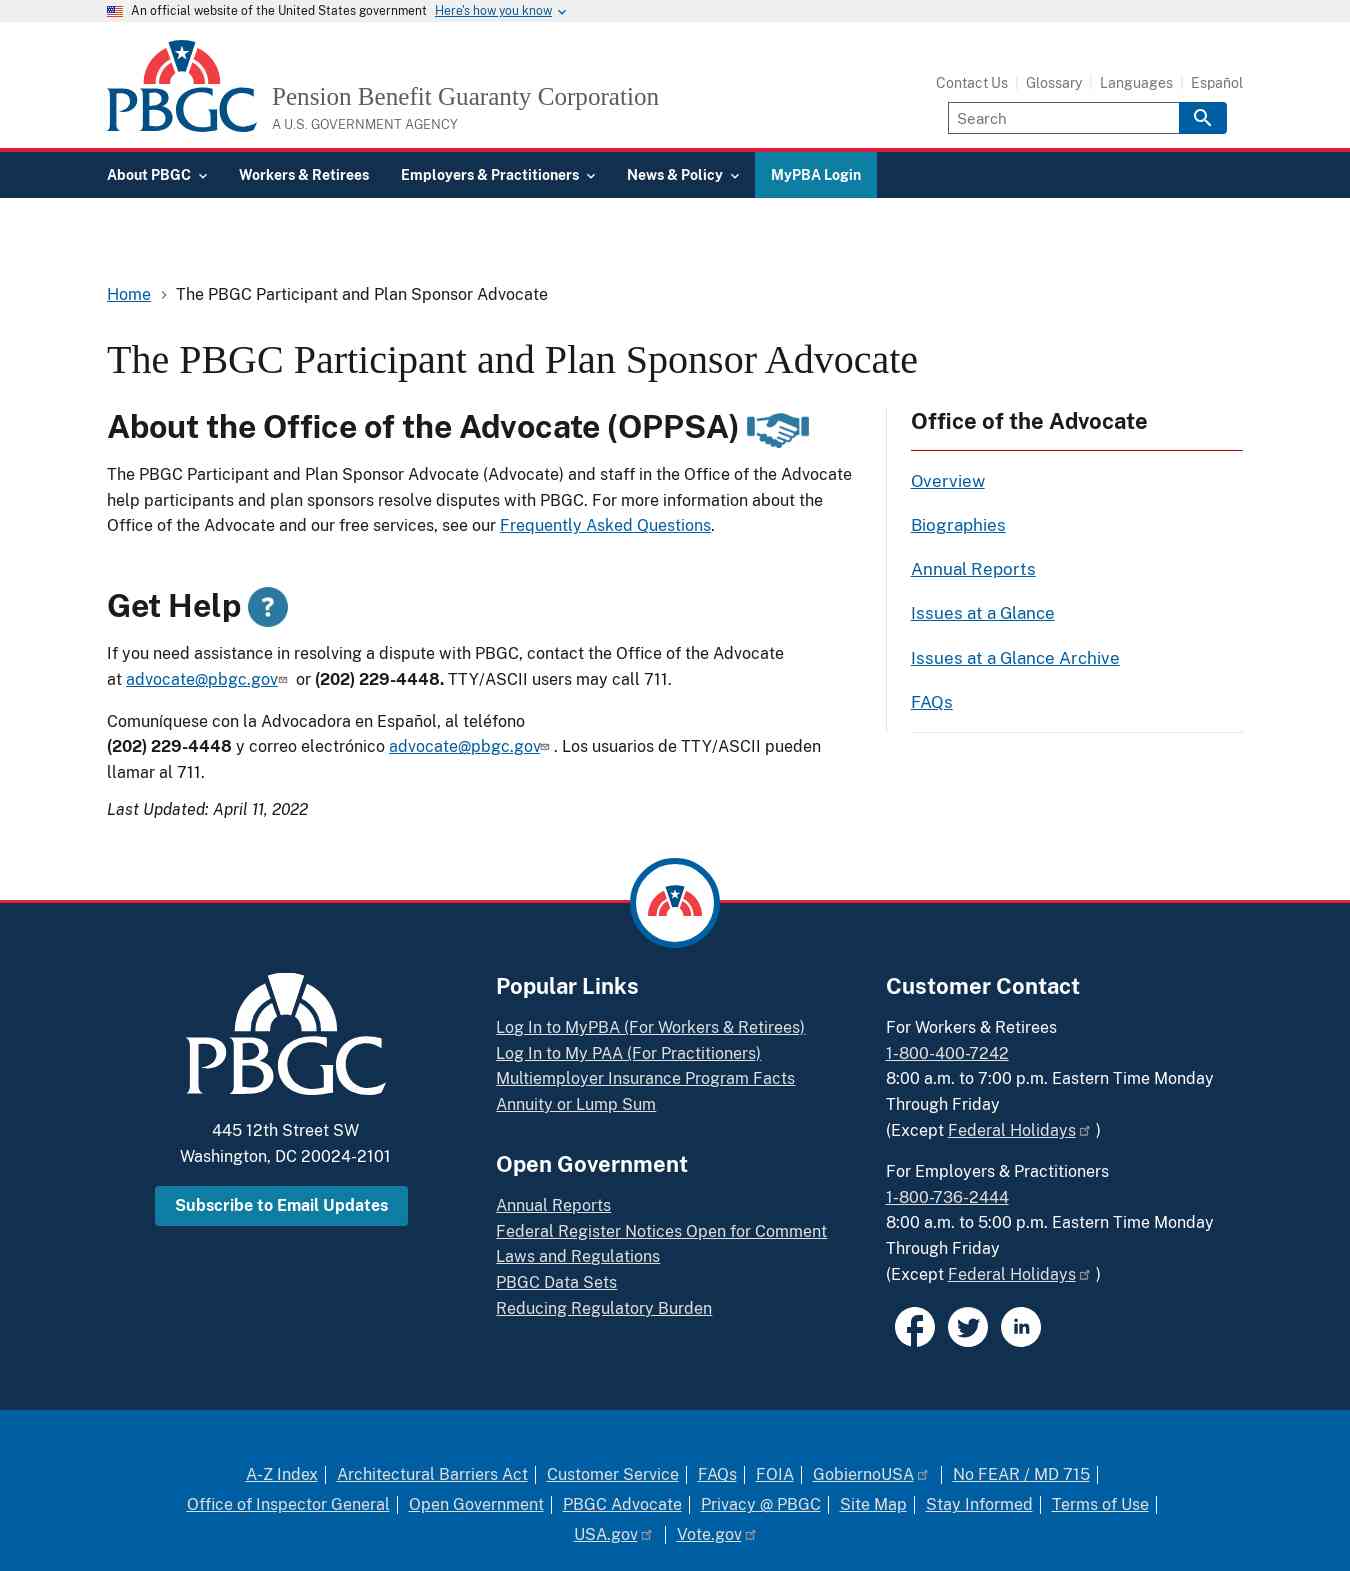 An official website of the United States government Here's how you know
PBGC Pension Benefit Guaranty Corporation
A U.S. GOVERNMENT AGENCY
Contact Us Glossary Languages Español
Search
About PBGC Workers & Retirees Employers & Practitioners News & Policy MyPBA Login
Home The PBGC Participant and Plan Sponsor Advocate
The PBGC Participant and Plan Sponsor Advocate
About the Office of the Advocate (OPPSA)
The PBGC Participant and Plan Sponsor Advocate (Advocate) and staff in the Office of the Advocate
help participants and plan sponsors resolve disputes with PBGC. For more information about the
Office of the Advocate and our free services, see our Frequently Asked Questions.
Get Help ?
If you need assistance in resolving a dispute with PBGC, contact the Office of the Advocate
at advocate@pbgc.gov or (202) 229-4448. TTY/ASCII users may call 711.
Comuníquese con la Advocadora en Español, al teléfono
(202) 229-4448 y correo electrónico advocate@pbgc.gov . Los usuarios de TTY/ASCII pueden
llamar al 711.
Last Updated: April 11, 2022
Office of the Advocate
Overview
Biographies
Annual Reports
Issues at a Glance
Issues at a Glance Archive
FAQs
PBGC
445 12th Street SW
Washington, DC 20024-2101
Subscribe to Email Updates
Popular Links
Log In to MyPBA (For Workers & Retirees)
Log In to My PAA (For Practitioners)
Multiemployer Insurance Program Facts
Annuity or Lump Sum
Open Government
Annual Reports
Federal Register Notices Open for Comment
Laws and Regulations
PBGC Data Sets
Reducing Regulatory Burden
Customer Contact
For Workers & Retirees
1-800-400-7242
8:00 a.m. to 7:00 p.m. Eastern Time Monday
Through Friday
(Except Federal Holidays )
For Employers & Practitioners
1-800-736-2444
8:00 a.m. to 5:00 p.m. Eastern Time Monday
Through Friday
(Except Federal Holidays )
in
A-Z Index Architectural Barriers Act Customer Service FAQs FOIA GobiernoUSA No FEAR / MD 715
Office of Inspector General Open Government PBGC Advocate Privacy @ PBGC Site Map Stay Informed Terms of Use
USA.gov Vote.gov